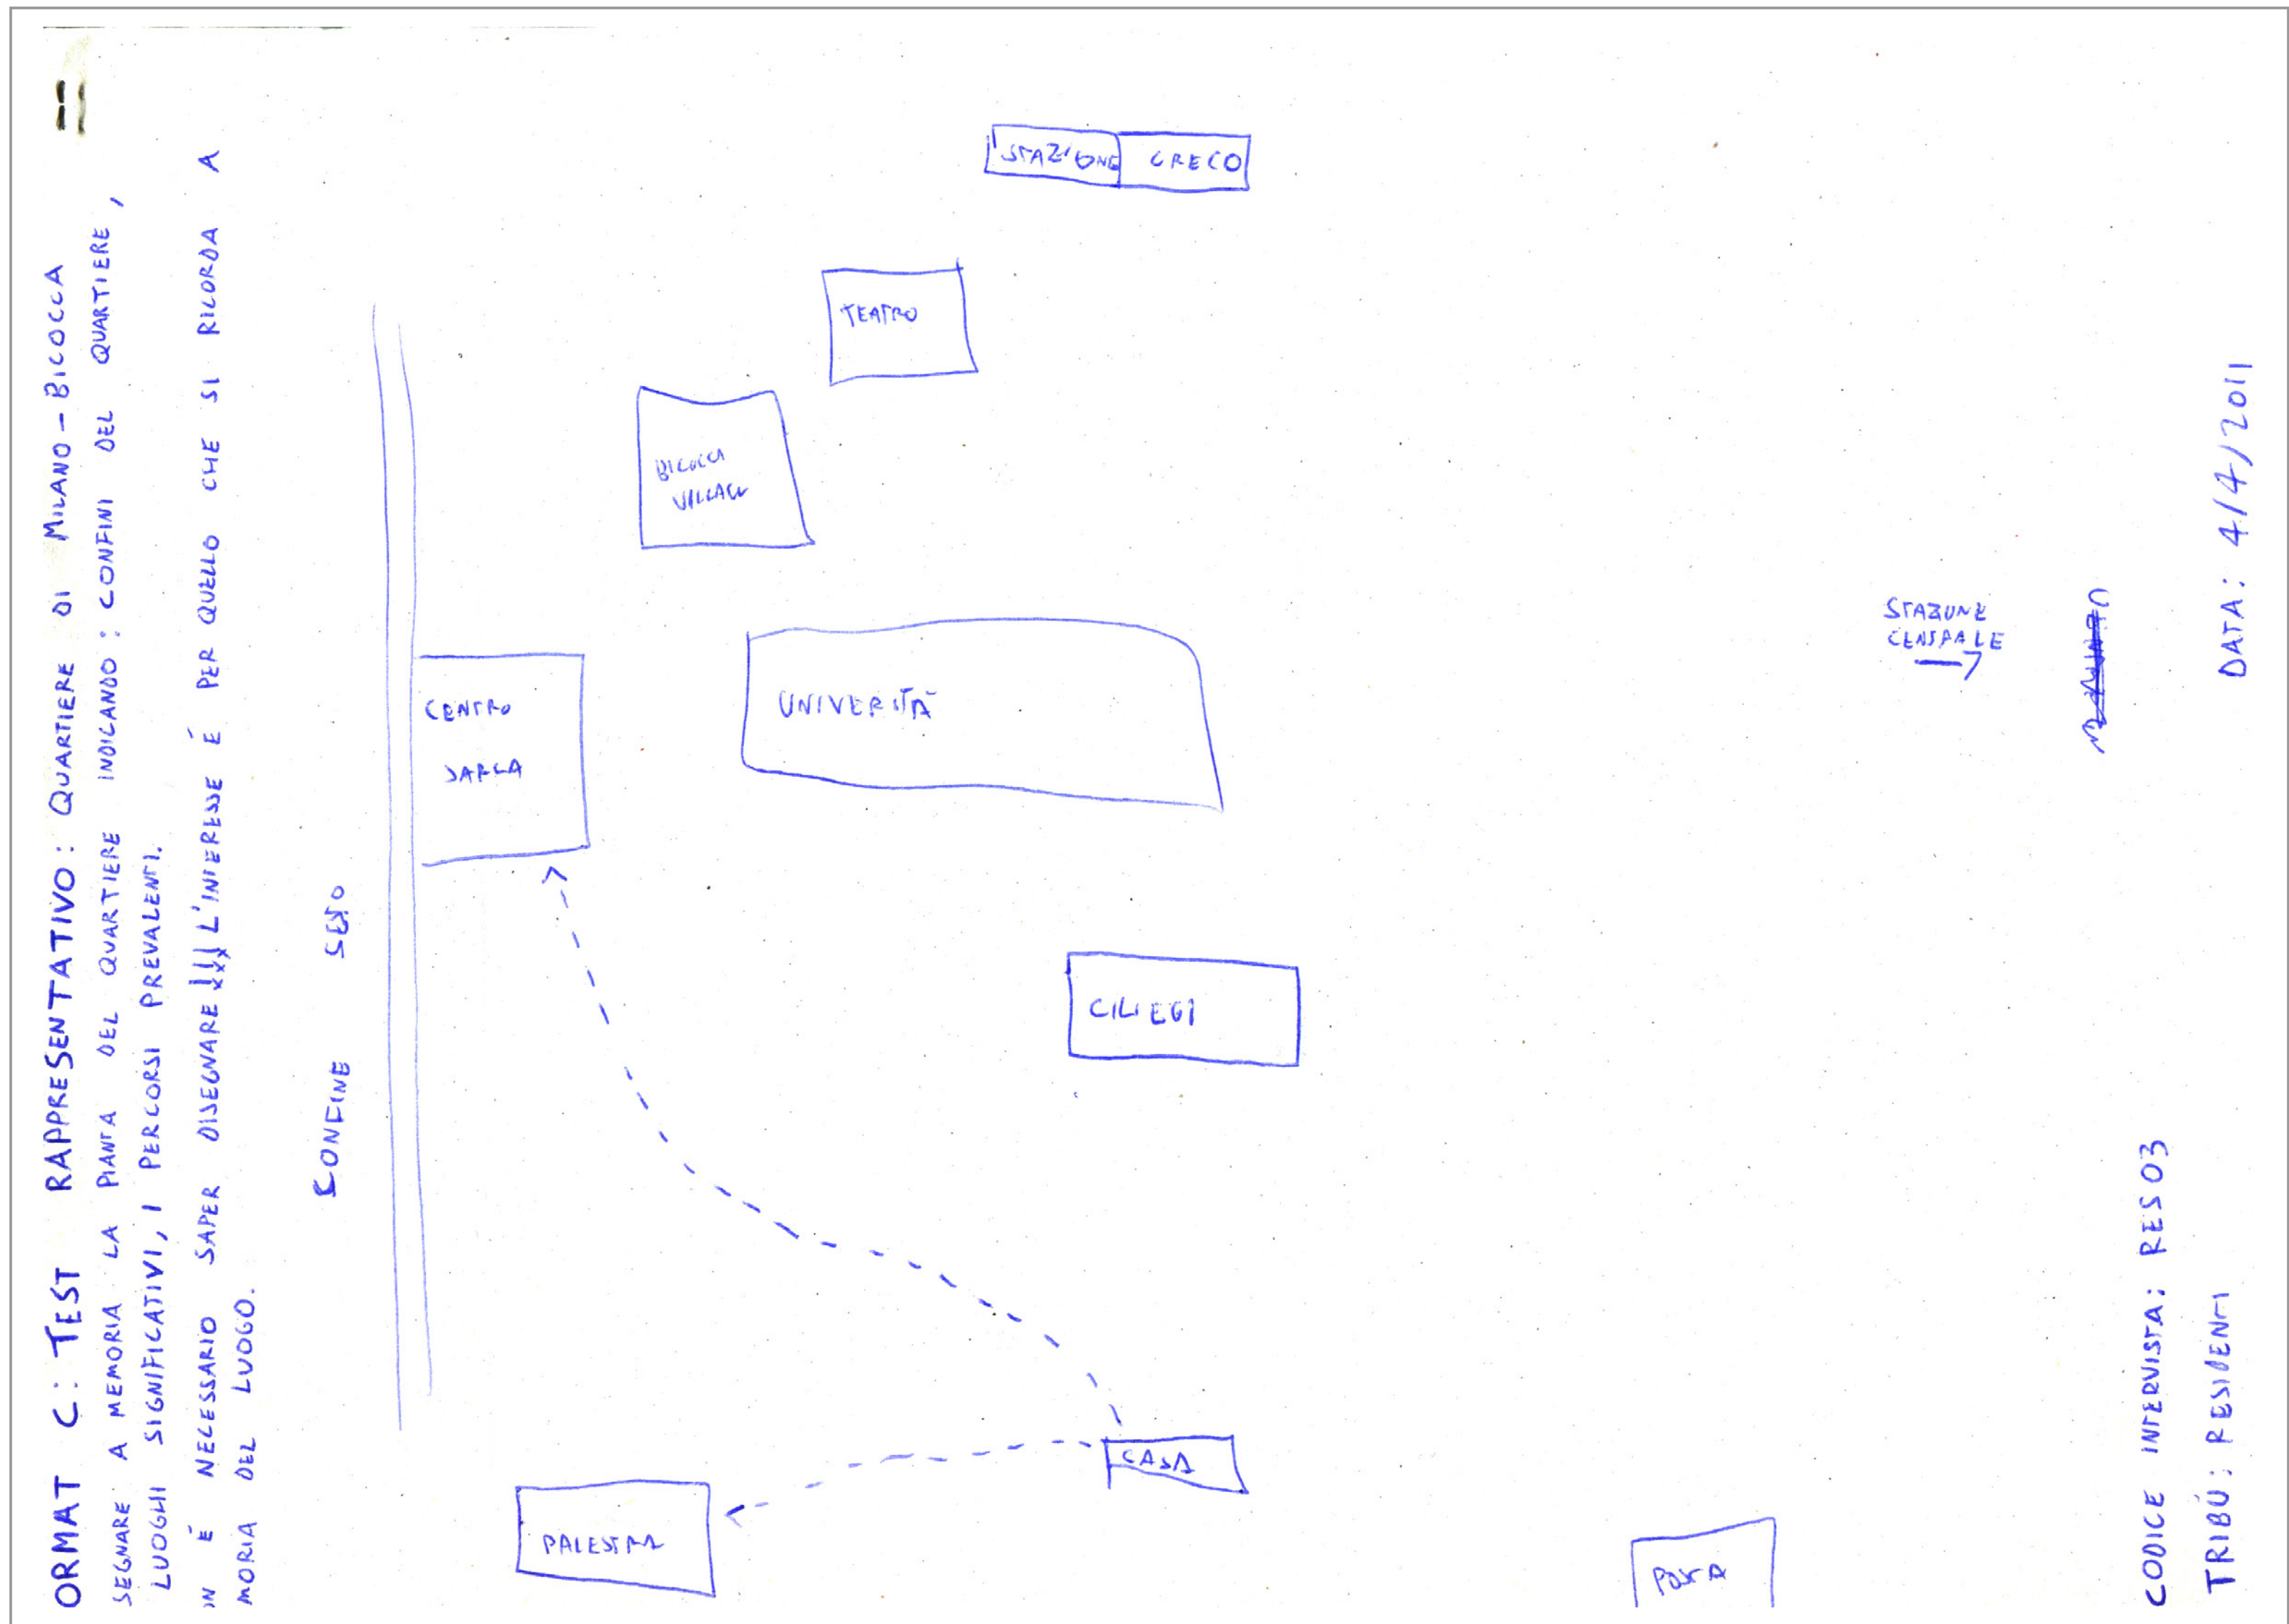 ORMAT C: TEST RAPPRESENTATIVO: QUARTIERE DI MILANO-BICOCCA
SEGNARE A MEMORIA LA PIANTA DEL QUARTIERE INDICANDO: CONFINI DEL QUARTIERE,
LUOGHI SIGNIFICATIVI, I PERCORSI PREVALENTI.
ON È NECESSARIO SAPER DISEGNARE!!! L'INTERESSE È PER QUELLO CHE SI RICORDA A
MORIA DEL LUOGO.
CONFINE SESTO
STAZIONE GRECO
TEATRO
BICOCCA
VILLAGE
CENTRO
SARCA
UNIVERSITÀ
STAZIONE
CENTRALE
CILIEGI
CASA
PALESTRA
POSTA
CODICE INTERVISTA: RES03
TRIBÙ: RESIDENTI
DATA: 4/4/2011